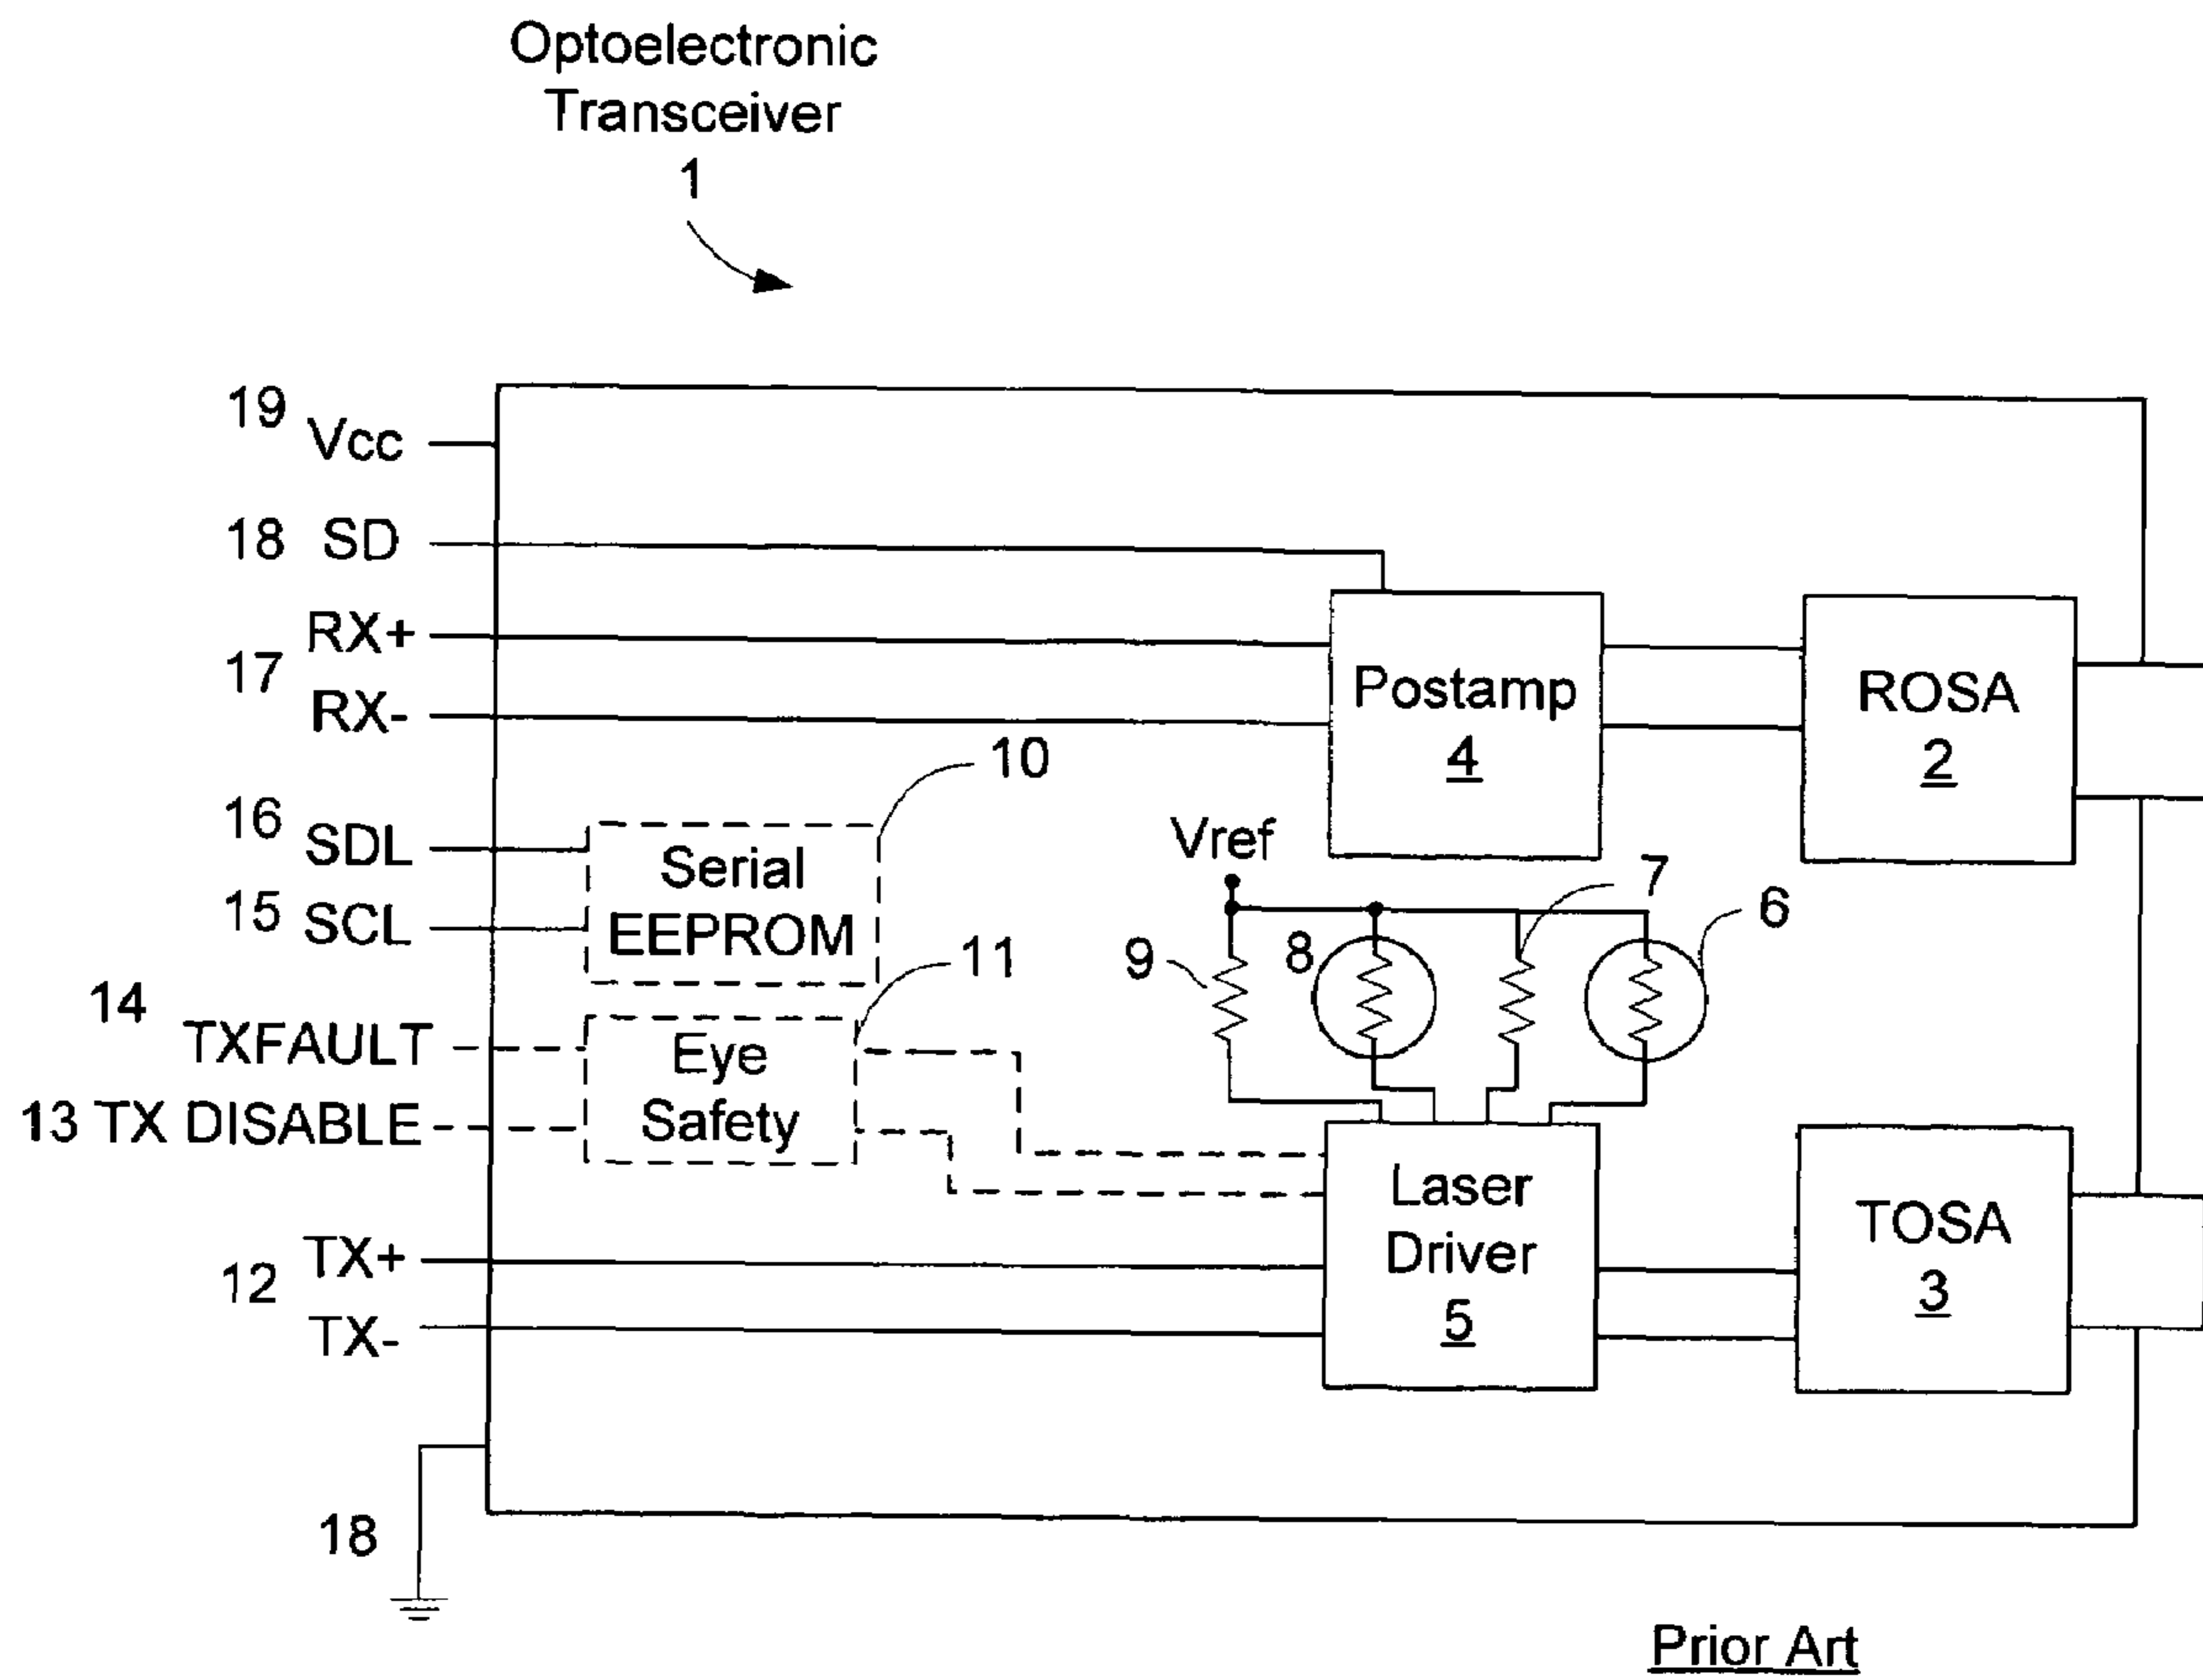 Optoelectronic
Transceiver
1
19
Vcc
18 SD
RX+
17
RX-
Postamp
4
ROSA
2
10
16
SDL
15 SCL
Serial
EEPROM
Vref
7
6
8
9
11
14
TXFAULT
13 TX DISABLE
Eye
Safety
Laser
Driver
5
TOSA
3
TX+
12
TX-
18
Prior Art